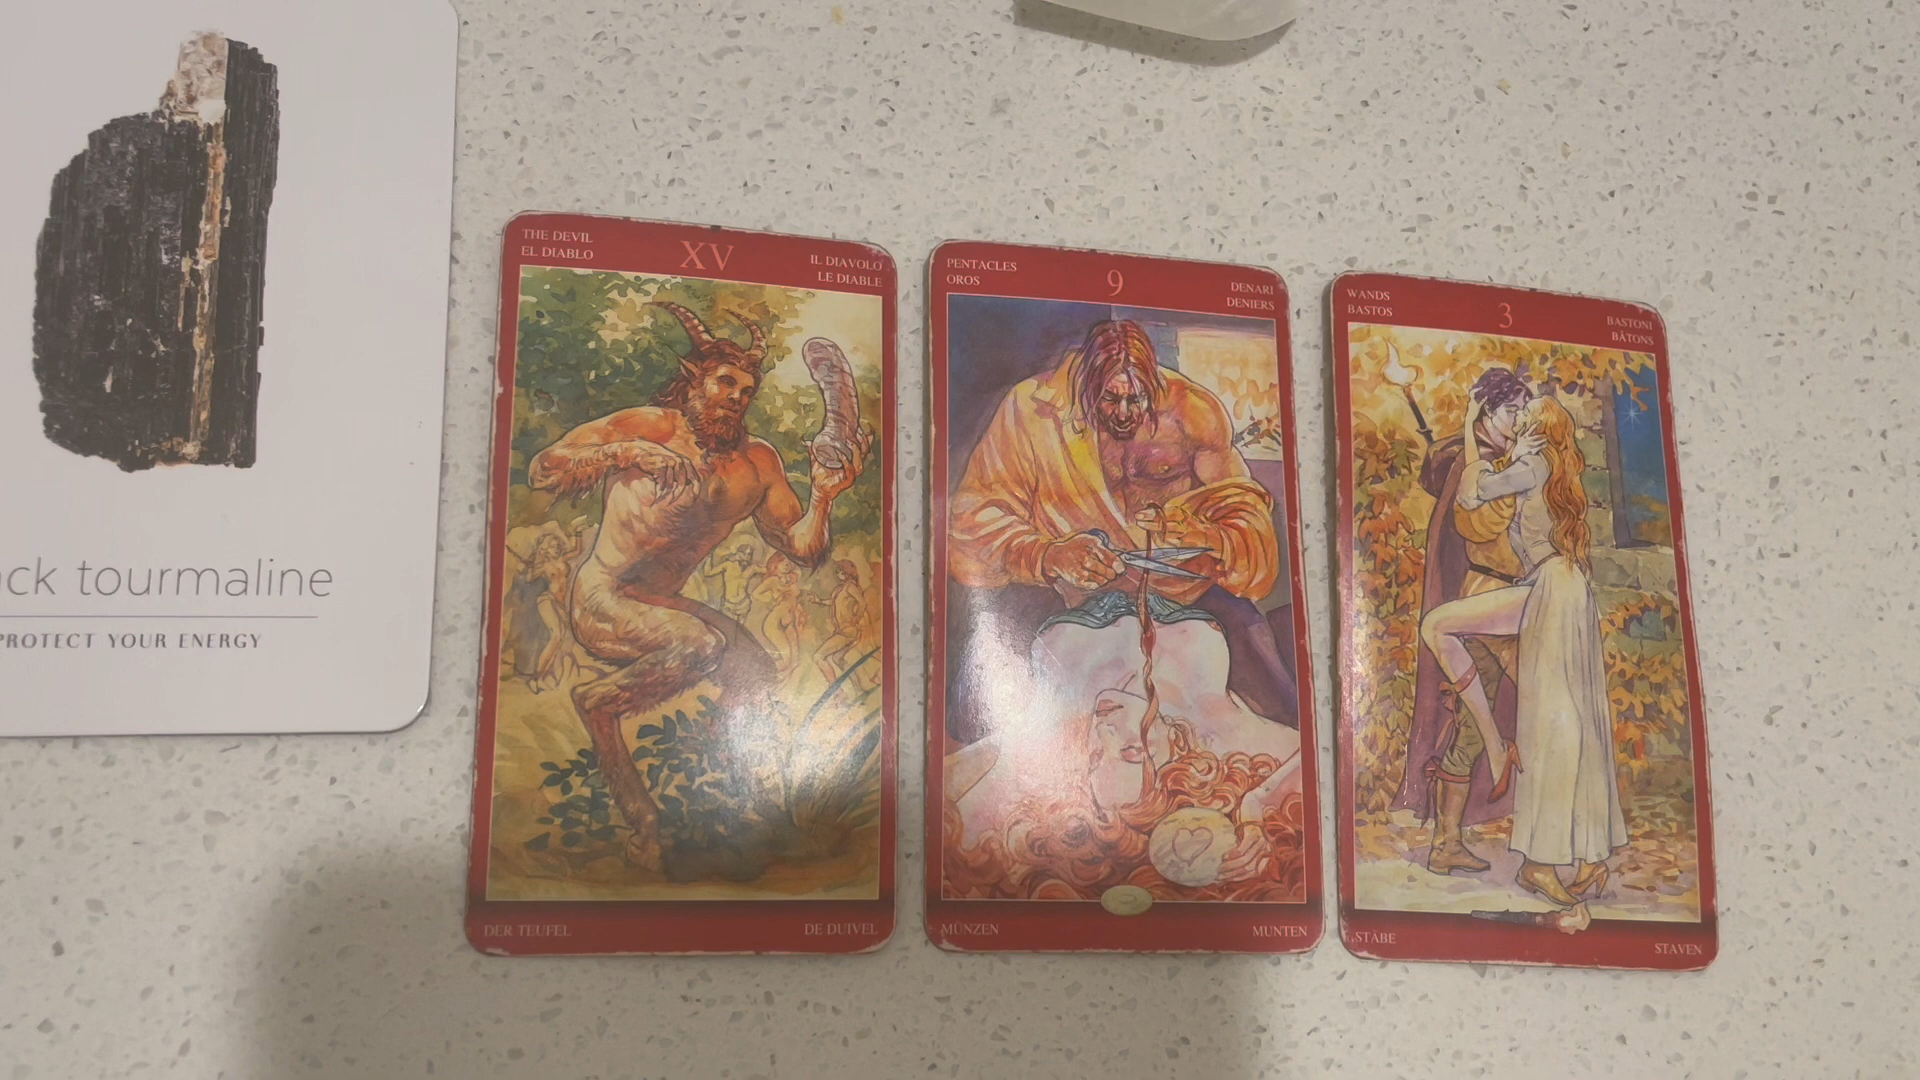 tourmaline
PROTECT YOUR ENERGY
THE DEVIL
EL DIABLO
XV
IL DIAVOLO
LE DIABLE
DER TEUFEL
DE DUIVEL
PENTACLES
OROS
9
DENARI
DENIERS
MÜNZEN
MUNTEN
WANDS
BASTOS
3
BASTONI
BÂTONS
STÄBE
STAVEN